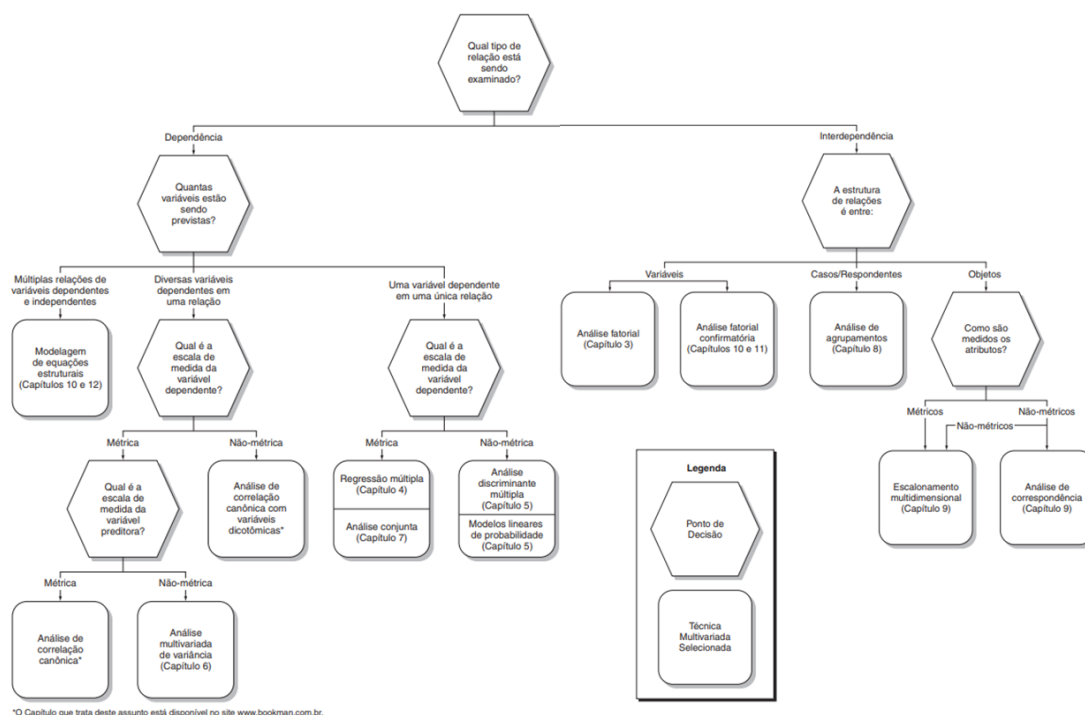 Qual tipo de
relação está
sendo
examinado?
Dependência
Interdependência
Quantas
variáveis estão
sendo
previstas?
A estrutura
de relações
é entre:
Múltiplas relações de
variáveis dependentes
e independentes
Diversas variáveis
dependentes em
uma relação
Uma variável dependente
em uma única relação
Variáveis
Casos/Respondentes
Objetos
Modelagem
de equações
estruturais
(Capítulos 10 e 12)
Qual é a
escala de
medida da
variável
dependente?
Qual é a
escala de
medida da
variável
dependente?
Análise fatorial
(Capítulo 3)
Análise fatorial
confirmatória
(Capítulos 10 e 11)
Análise de
agrupamentos
(Capítulo 8)
Como são
medidos os
atributos?
Métrica
Não-métrica
Métrica
Não-métrica
Métricos
Não-métricos
Não-métricos
Qual é a
escala de
medida da
variável
preditora?
Análise de
correlação
canônica com
variáveis
dicotômicas*
Regressão múltipla
(Capítulo 4)
Análise conjunta
(Capítulo 7)
Análise
discriminante
múltipla
(Capítulo 5)
Modelos lineares
de probabilidade
(Capítulo 5)
Legenda
Ponto de
Decisão
Técnica
Multivariada
Selecionada
Escalonamento
multidimensional
(Capítulo 9)
Análise de
correspondência
(Capítulo 9)
Métrica
Não-métrica
Análise de
correlação
canônica*
Análise
multivariada
de variância
(Capítulo 6)
*O Capítulo que trata deste assunto está disponível no site www.bookman.com.br.